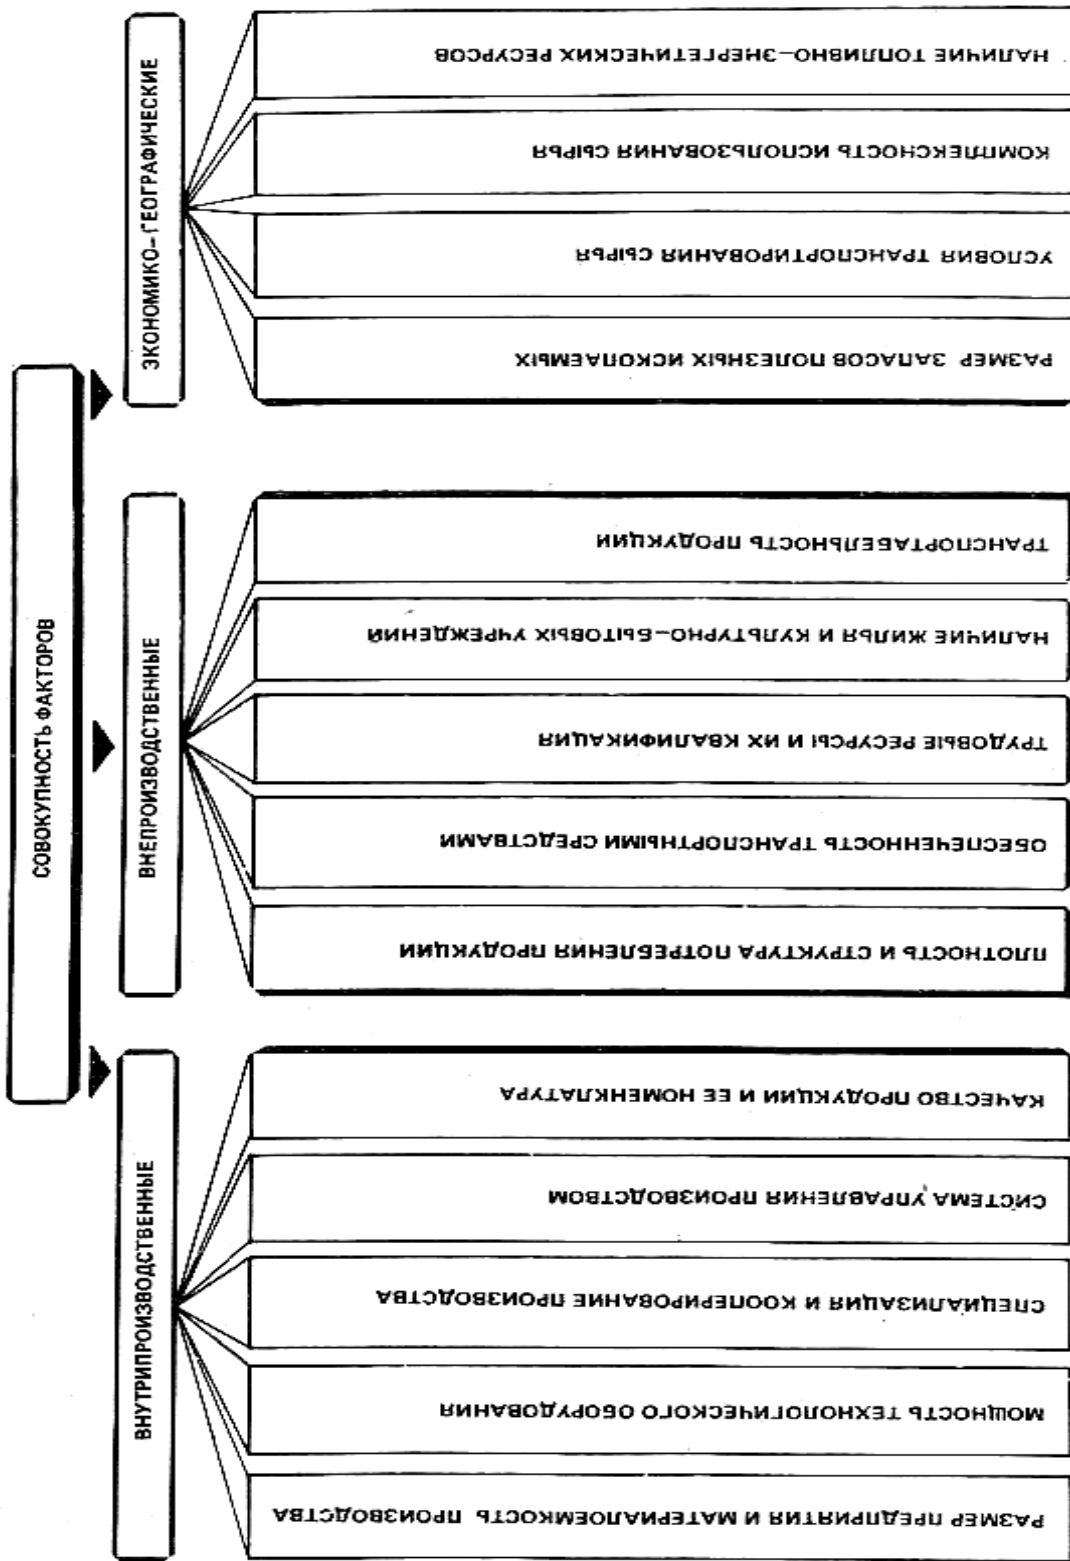 СОВОКУПНОСТЬ ФАКТОРОВ
ВНУТРИПРОИЗВОДСТВЕННЫЕ
РАЗМЕР ПРЕДПРИЯТИЯ И МАТЕРИАЛОЕМКОСТЬ ПРОИЗВОДСТВА
МОЩНОСТЬ ТЕХНОЛОГИЧЕСКОГО ОБОРУДОВАНИЯ
СПЕЦИАЛИЗАЦИЯ И КООПЕРИРОВАНИЕ ПРОИЗВОДСТВА
СИСТЕМА УПРАВЛЕНИЯ ПРОИЗВОДСТВОМ
КАЧЕСТВО ПРОДУКЦИИ И ЕЕ НОМЕНКЛАТУРА
ВНЕПРОИЗВОДСТВЕННЫЕ
ПЛОТНОСТЬ И СТРУКТУРА ПОТРЕБЛЕНИЯ ПРОДУКЦИИ
ОБЕСПЕЧЕННОСТЬ ТРАНСПОРТНЫМИ СРЕДСТВАМИ
ТРУДОВЫЕ РЕСУРСЫ И ИХ КВАЛИФИКАЦИЯ
НАЛИЧИЕ ЖИЛЬЯ И КУЛЬТУРНО-БЫТОВЫХ УЧРЕЖДЕНИЙ
ТРАНСПОРТАБЕЛЬНОСТЬ ПРОДУКЦИИ
ЭКОНОМИКО-ГЕОГРАФИЧЕСКИЕ
РАЗМЕР ЗАПАСОВ ПОЛЕЗНЫХ ИСКОПАЕМЫХ
УСЛОВИЯ ТРАНСПОРТИРОВАНИЯ СЫРЬЯ
КОМПЛЕКСНОСТЬ ИСПОЛЬЗОВАНИЯ СЫРЬЯ
НАЛИЧИЕ ТОПЛИВНО-ЭНЕРГЕТИЧЕСКИХ РЕСУРСОВ